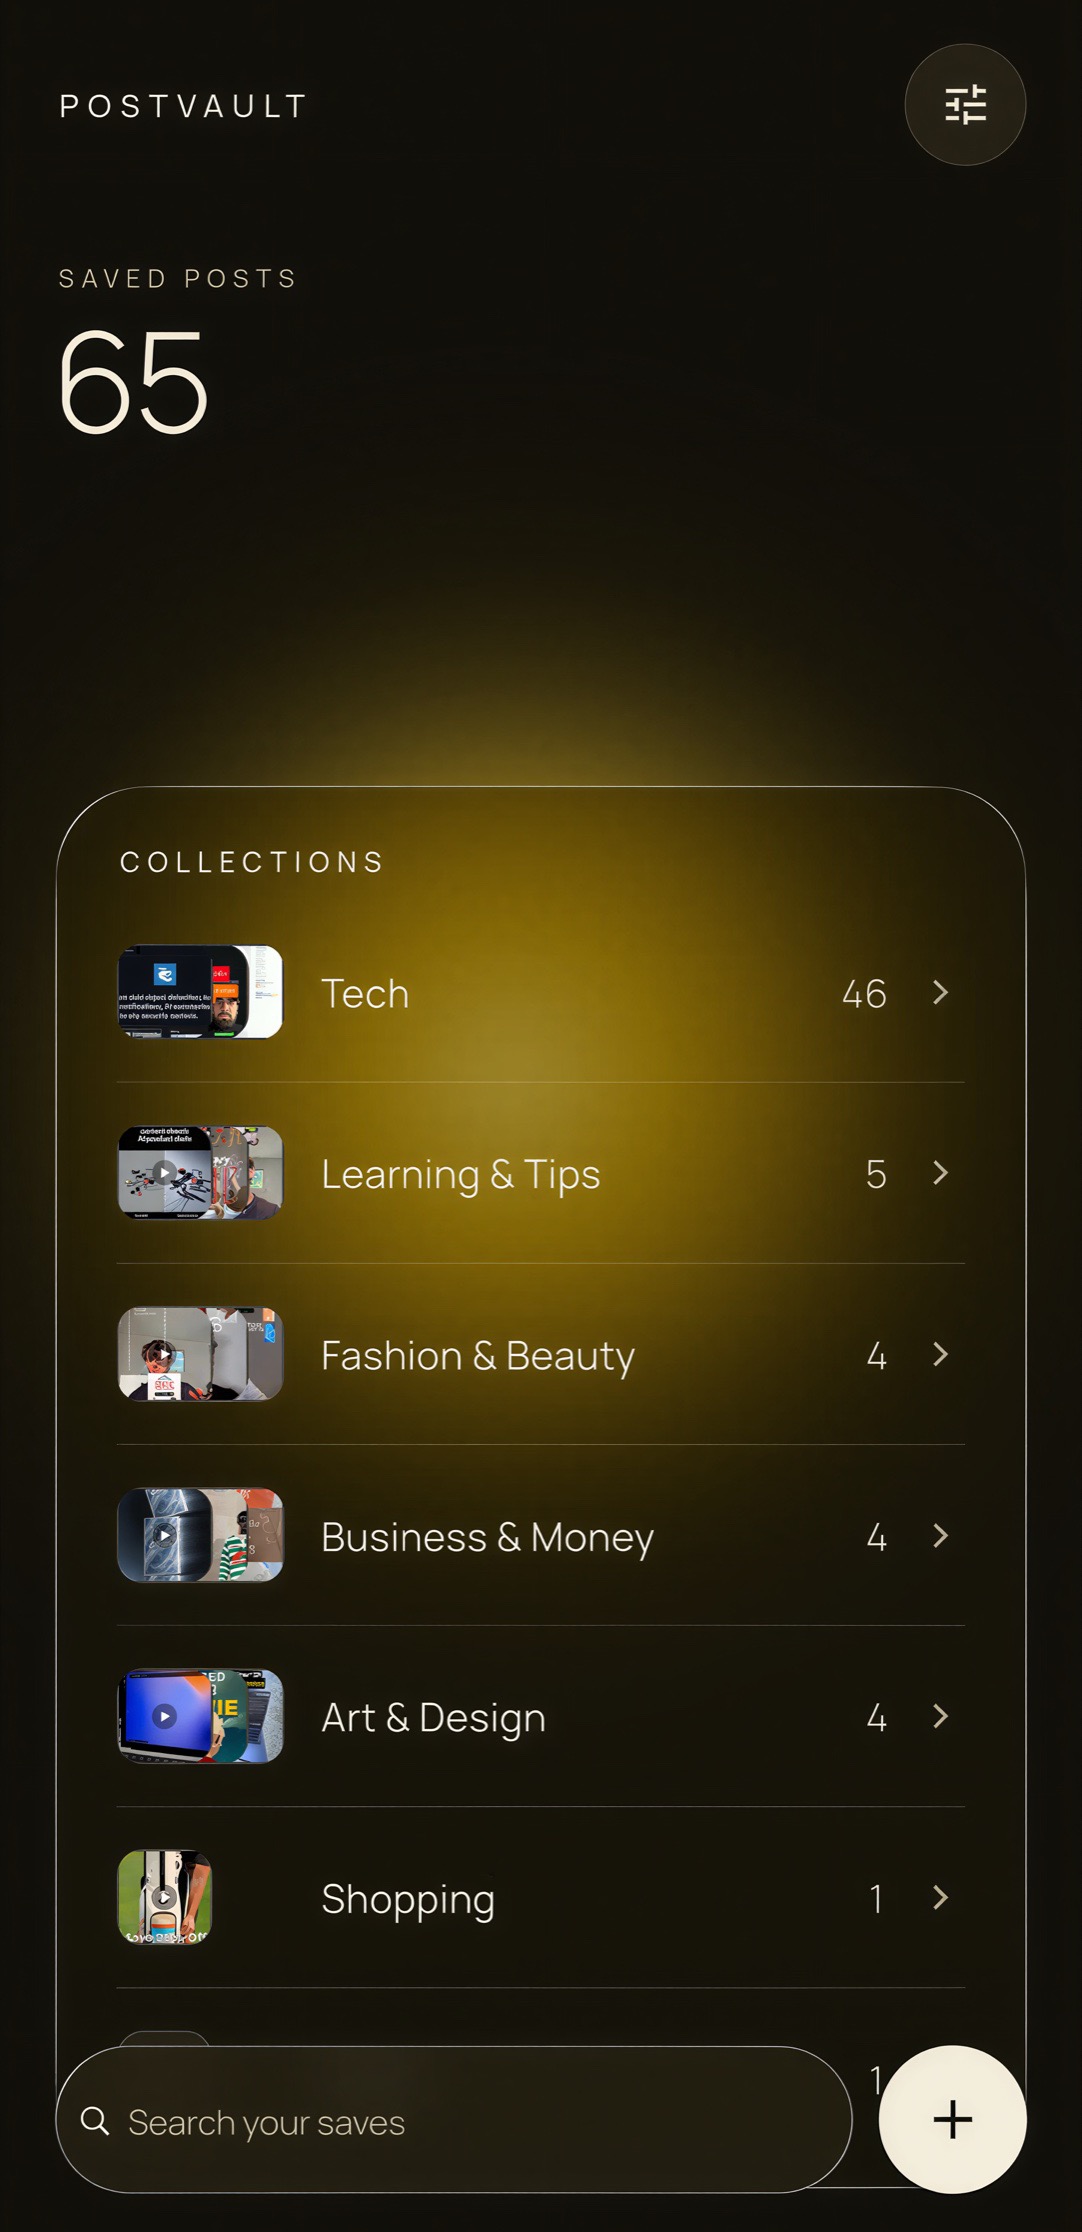 POSTVAULT
SAVED POSTS
65
COLLECTIONS
Tech 46
Learning & Tips 5
Fashion & Beauty 4
Business & Money 4
Art & Design 4
Shopping 1
1
Search your saves